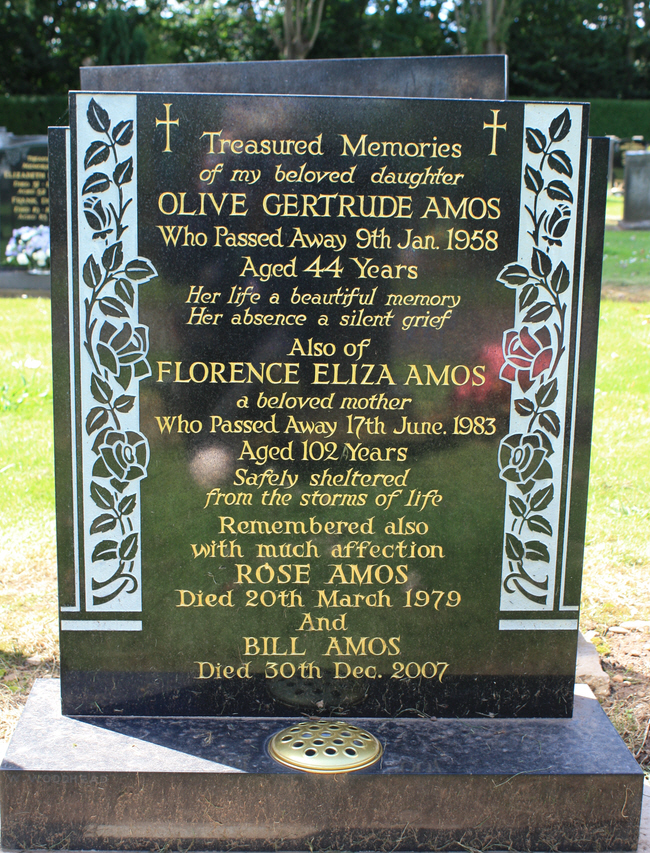 Treasured Memories
of my beloved daughter
OLIVE GERTRUDE AMOS
Who Passed Away 9th Jan. 1958
Aged 44 Years
Her life a beautiful memory
Her absence a silent grief
Also of
FLORENCE ELIZA AMOS
a beloved mother
Who Passed Away 17th June. 1983
Aged 102 Years
Safely sheltered
from the storms of life
Remembered also
with much affection
ROSE AMOS
Died 20th March 1979
And
BILL AMOS
Died 30th Dec. 2007
WOODHEAD